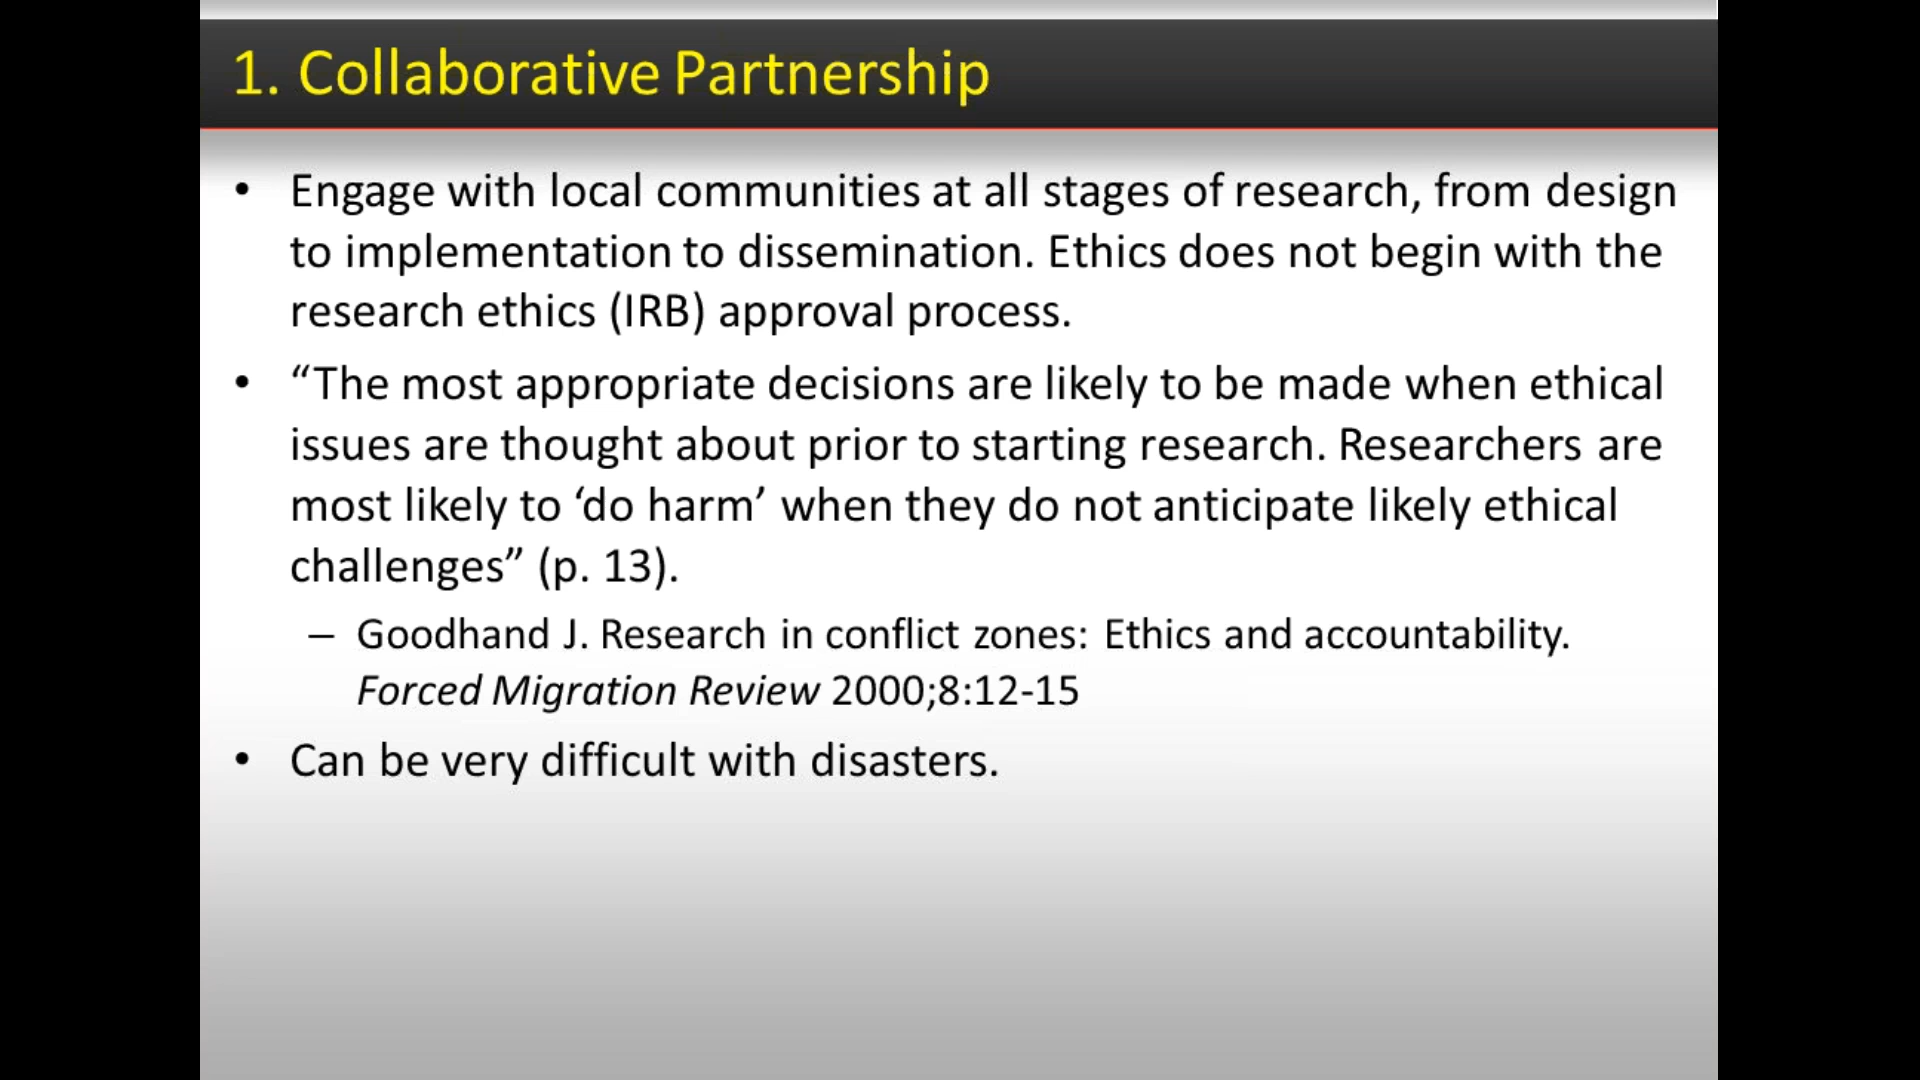 1. Collaborative Partnership
• Engage with local communities at all stages of research, from design
to implementation to dissemination. Ethics does not begin with the
research ethics (IRB) approval process.
• “The most appropriate decisions are likely to be made when ethical
issues are thought about prior to starting research. Researchers are
most likely to ‘do harm’ when they do not anticipate likely ethical
challenges” (p. 13).
– Goodhand J. Research in conflict zones: Ethics and accountability.
Forced Migration Review 2000;8:12-15
• Can be very difficult with disasters.